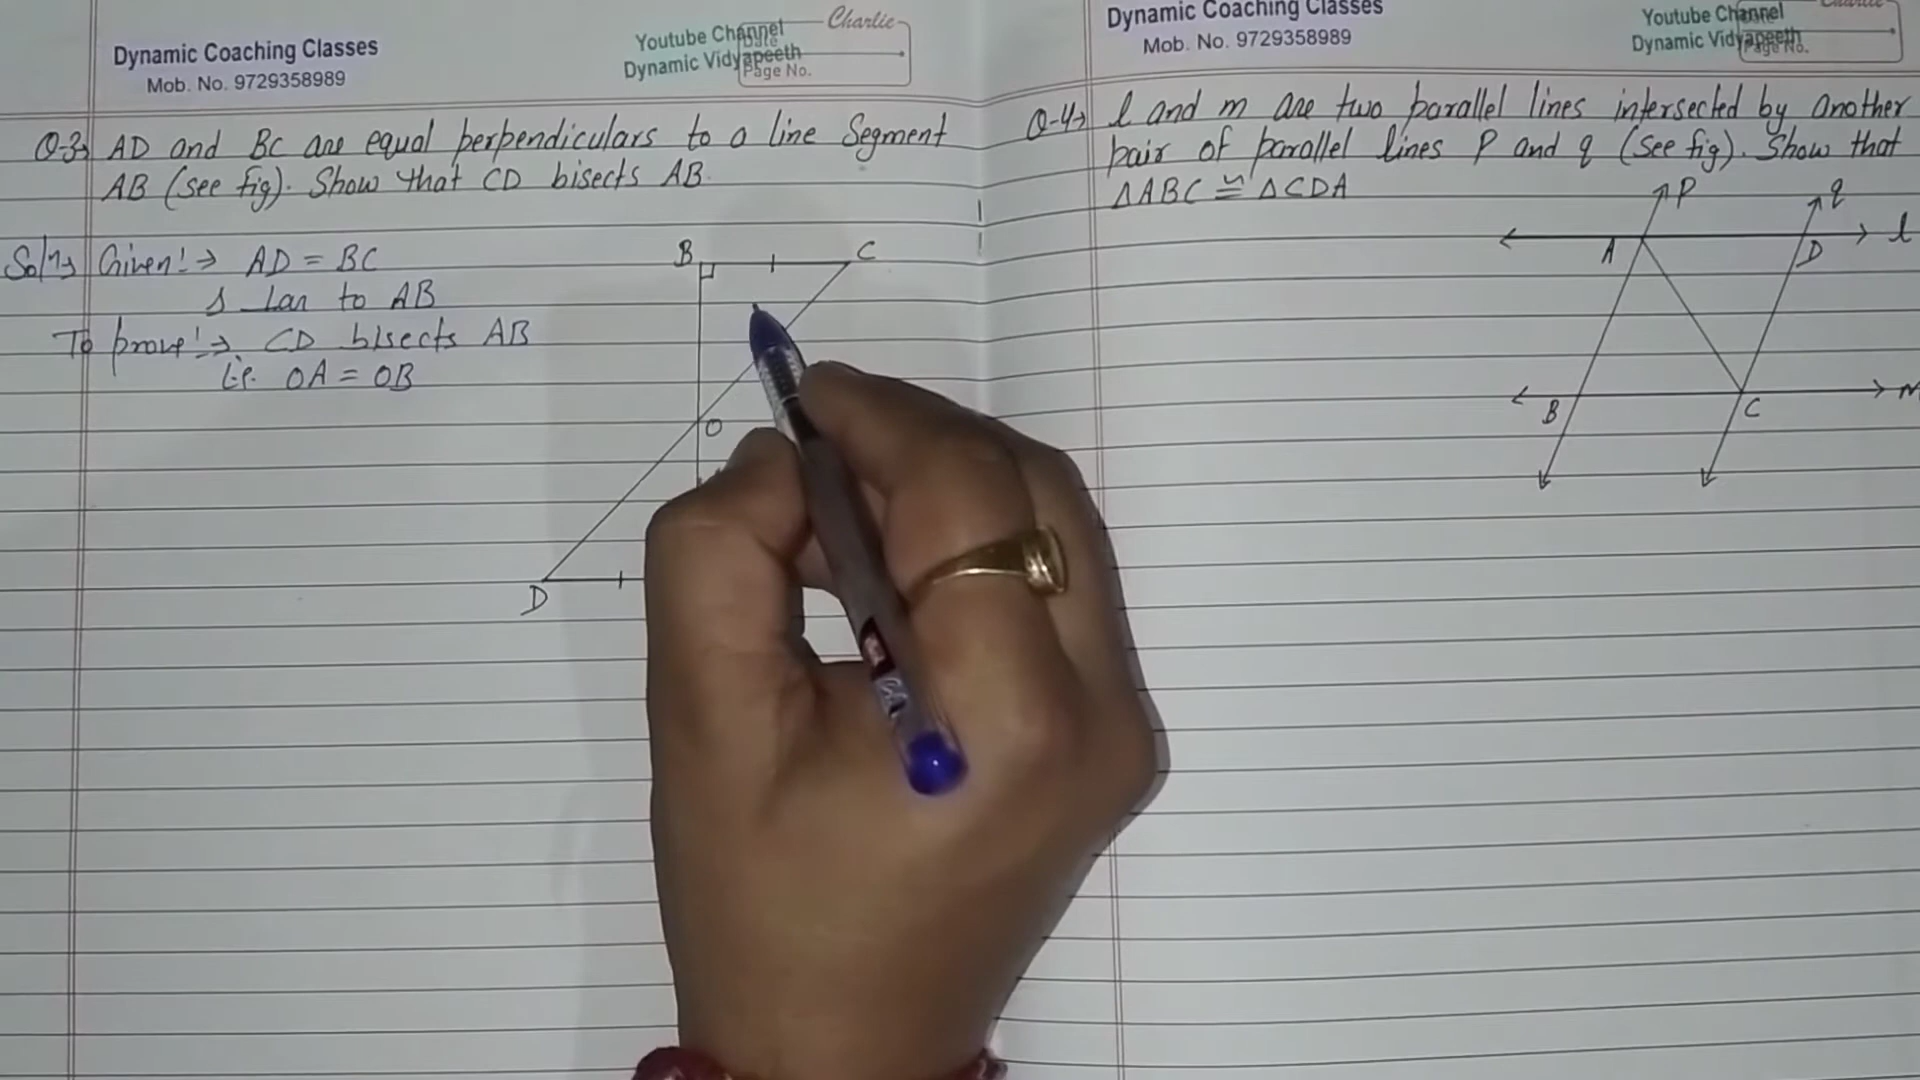 Dynamic Coaching Classes
Mob. No. 9729358989
Youtube Channel
Dynamic Vidyapeeth
Charlie
Date
Page No.
Q-3→ AD and BC are equal perpendiculars to a line Segment
AB (see fig). Show that CD bisects AB.
Soln→ Given:→ AD = BC
⊥lar to AB
To prove:→ CD bisects AB
i.e. OA = OB
B
C
O
D
Dynamic Coaching Classes
Mob. No. 9729358989
Youtube Channel
Dynamic Vidyapeeth
Page No.
Q-4→ l and m are two parallel lines intersected by another
pair of parallel lines P and q (See fig). Show that
ΔABC ≅ ΔCDA
P
q
l
A
D
B
C
m